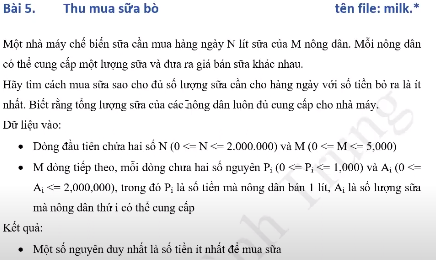 Bài 5. Thu mua sữa bò tên file: milk.*
Một nhà máy chế biến sữa cần mua hàng ngày N lít sữa của M nông dân. Mỗi nông dân
có thể cung cấp một lượng sữa và đưa ra giá bán sữa khác nhau.
Hãy tìm cách mua sữa sao cho đủ số lượng sữa cần cho hàng ngày với số tiền bỏ ra là ít
nhất. Biết rằng tổng lượng sữa của các nông dân luôn đủ cung cấp cho nhà máy.
Dữ liệu vào:
• Dòng đầu tiên chứa hai số N (0 <= N <= 2.000.000) và M (0 <= M <= 5,000)
• M dòng tiếp theo, mỗi dòng chưa hai số nguyên Pᵢ (0 <= Pᵢ <= 1,000) và Aᵢ (0 <=
Aᵢ <= 2,000,000), trong đó Pᵢ là số tiền mà nông dân bán 1 lít, Aᵢ là số lượng sữa
mà nông dân thứ i có thể cung cấp
Kết quả:
• Một số nguyên duy nhất là số tiền ít nhất để mua sữa